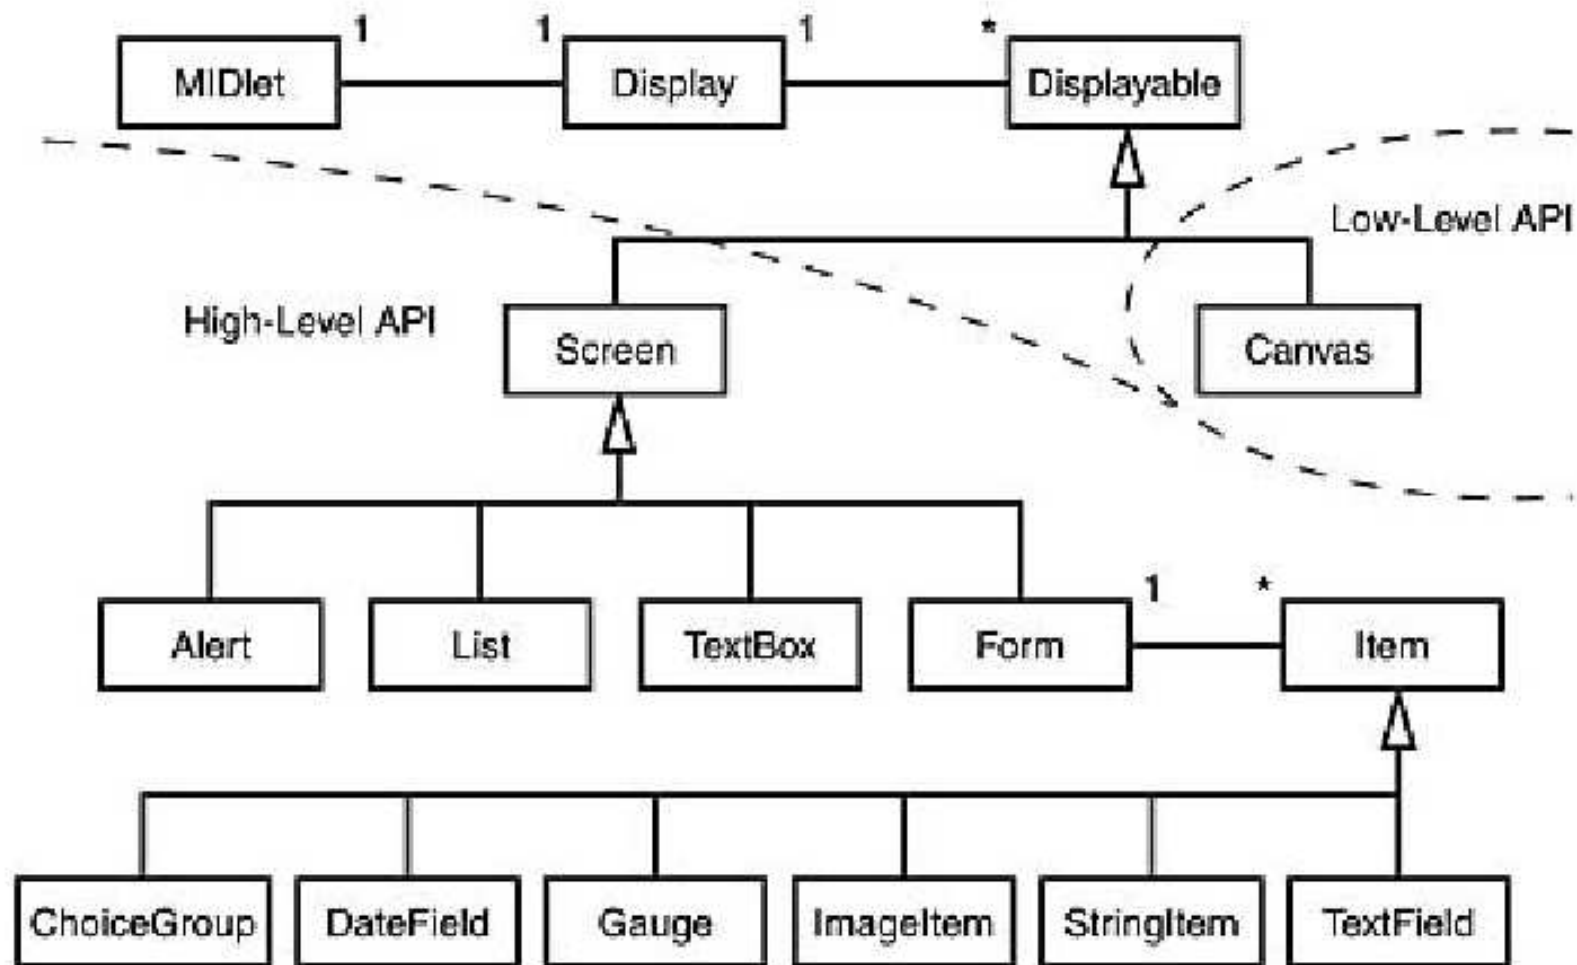 1 1 1 *
MIDlet Display Displayable
Low-Level API
High-Level API
Screen Canvas
1 *
Alert List TextBox Form Item
ChoiceGroup DateField Gauge ImageItem StringItem TextField